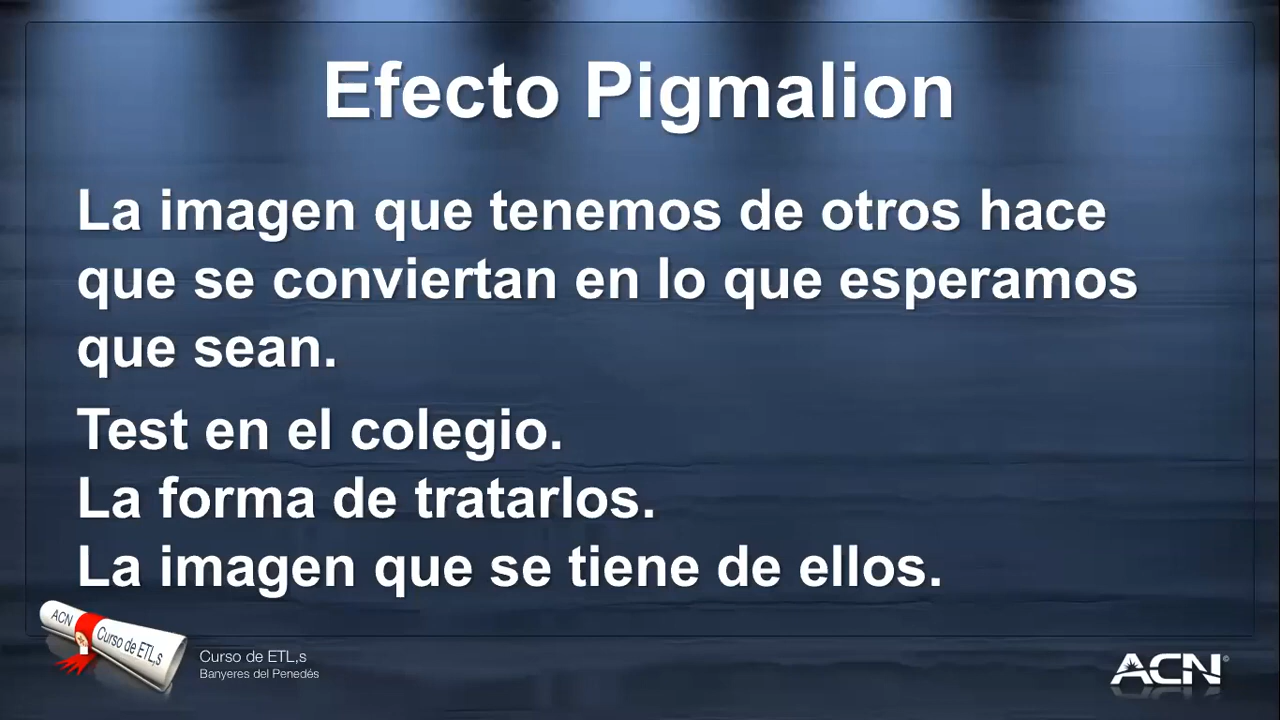 Efecto Pigmalion
La imagen que tenemos de otros hace
que se conviertan en lo que esperamos
que sean.
Test en el colegio.
La forma de tratarlos.
La imagen que se tiene de ellos.
ACN
Curso de ETL,s
Curso de ETL,s
Banyeres del Penedés
ACN